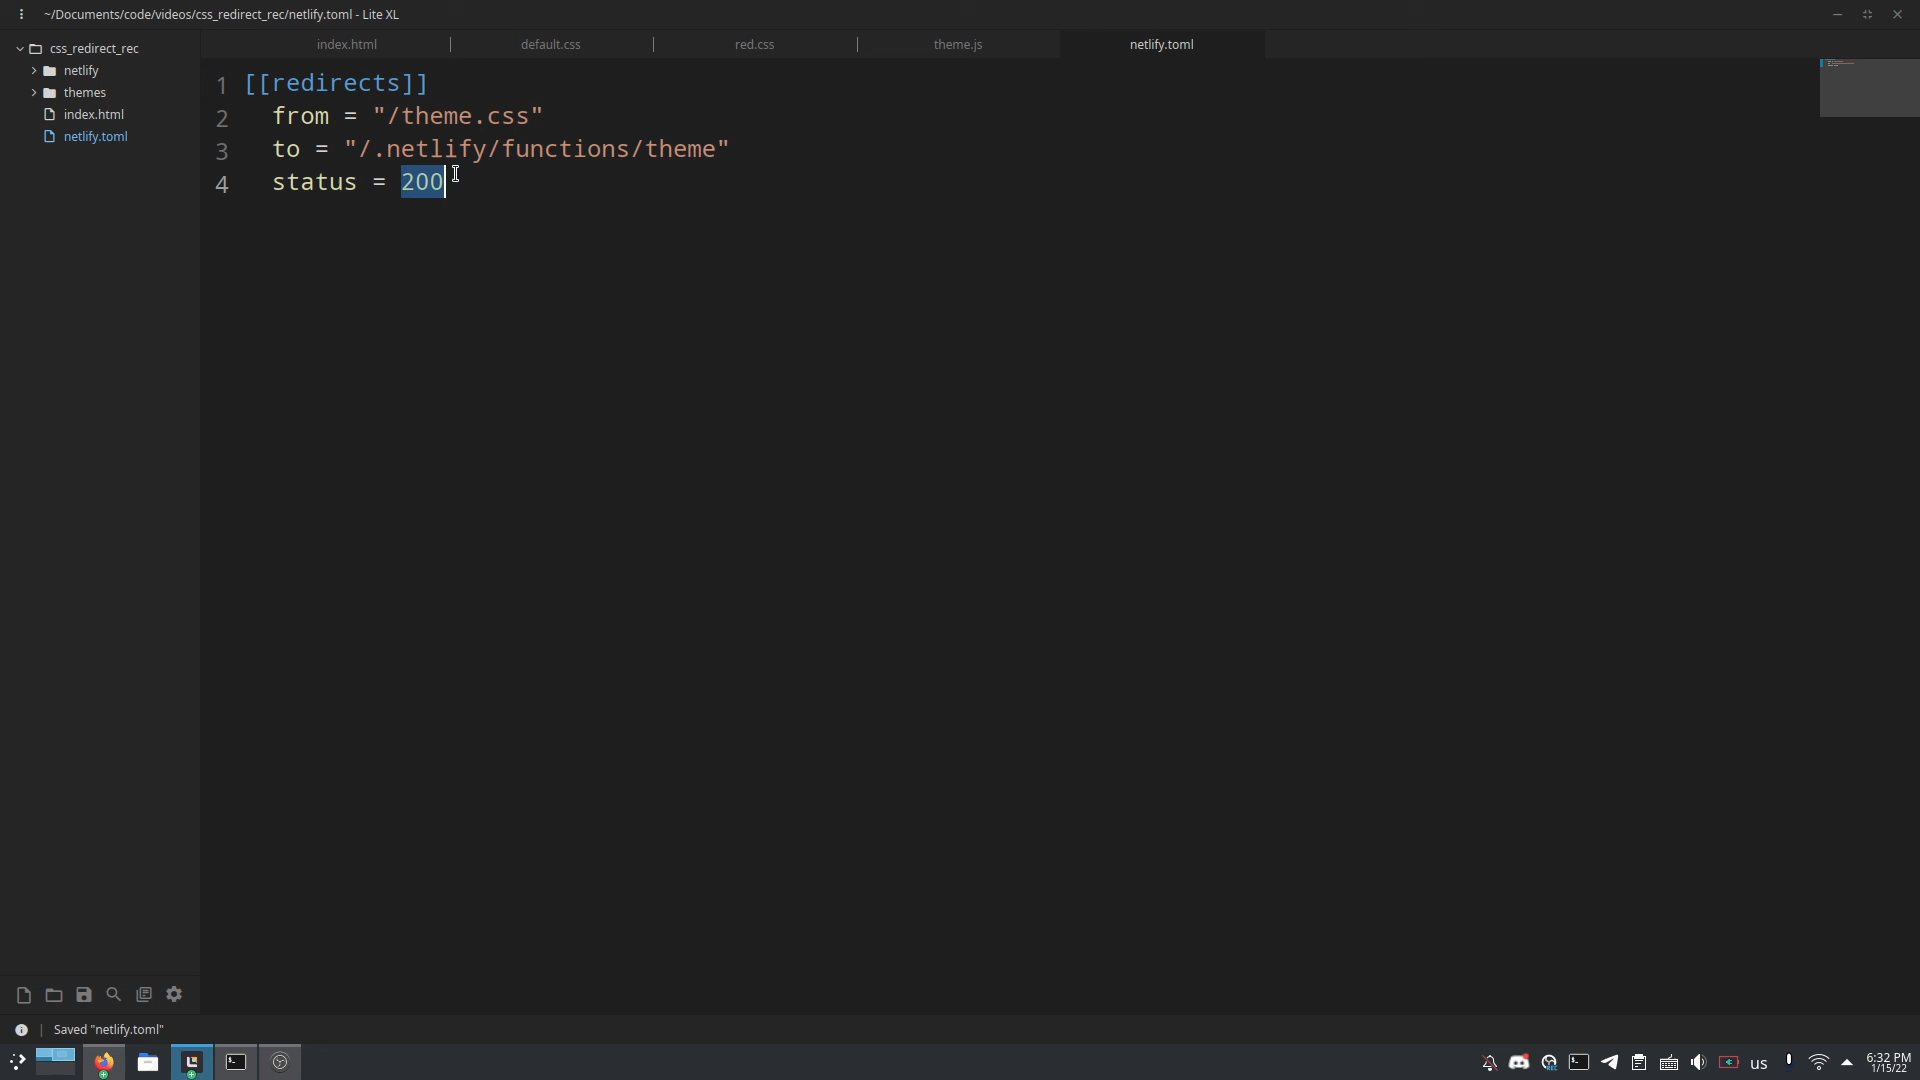 ~/Documents/code/videos/css_redirect_rec/netlify.toml - Lite XL
css_redirect_rec
netlify
themes
index.html
netlify.toml
index.html
default.css
red.css
theme.js
netlify.toml
1 [[redirects]]
2 from = "/theme.css"
3 to = "/.netlify/functions/theme"
4 status = 200
Saved "netlify.toml"
us
6:32 PM
1/15/22